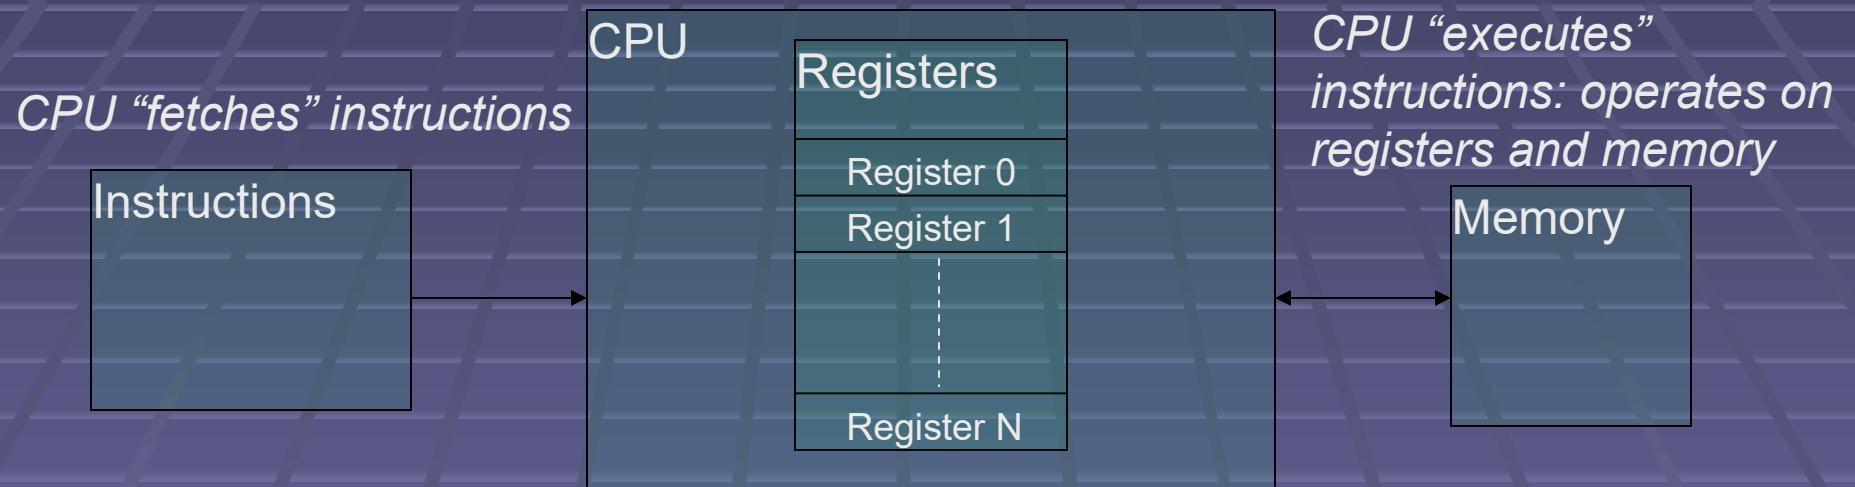 CPU “fetches” instructions
Instructions
CPU
Registers
Register 0
Register 1
Register N
CPU “executes”
instructions: operates on
registers and memory
Memory